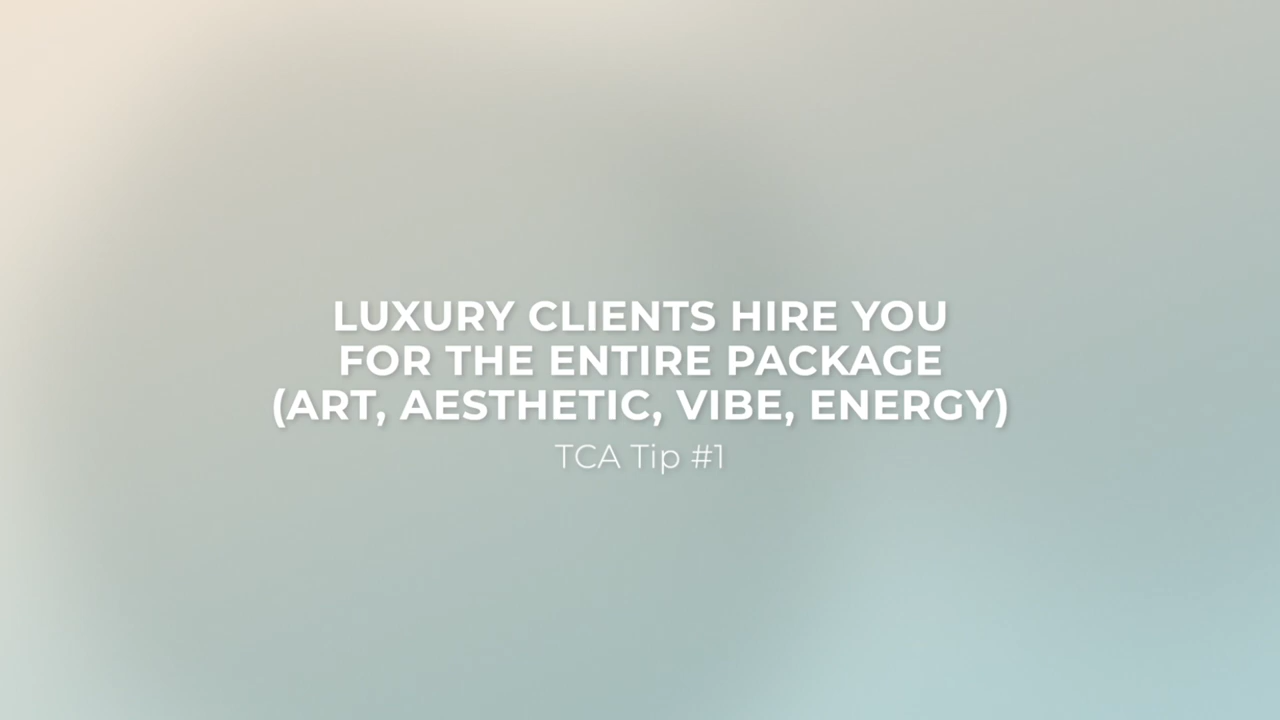 LUXURY CLIENTS HIRE YOU
FOR THE ENTIRE PACKAGE
(ART, AESTHETIC, VIBE, ENERGY)
TCA Tip #1